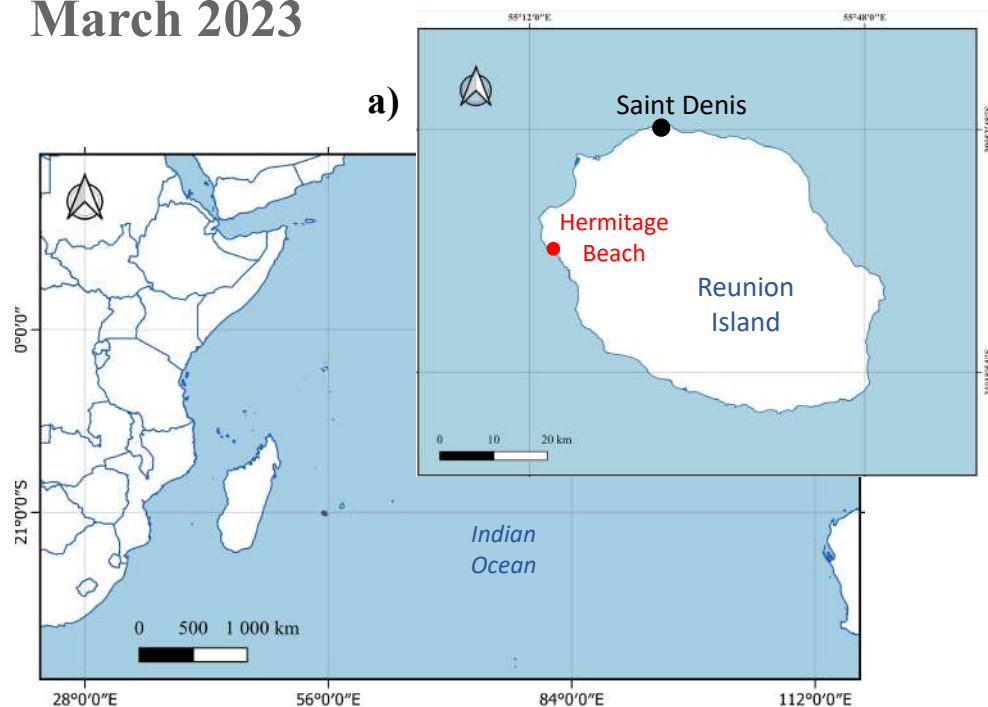 March 2023
a)
55°12'0"E
55°48'0"E
Saint Denis
Hermitage
Beach
Reunion
Island
0 10 20 km
0°0'0"
21°0'0"S
Indian
Ocean
0 500 1 000 km
28°0'0"E
56°0'0"E
84°0'0"E
112°0'0"E